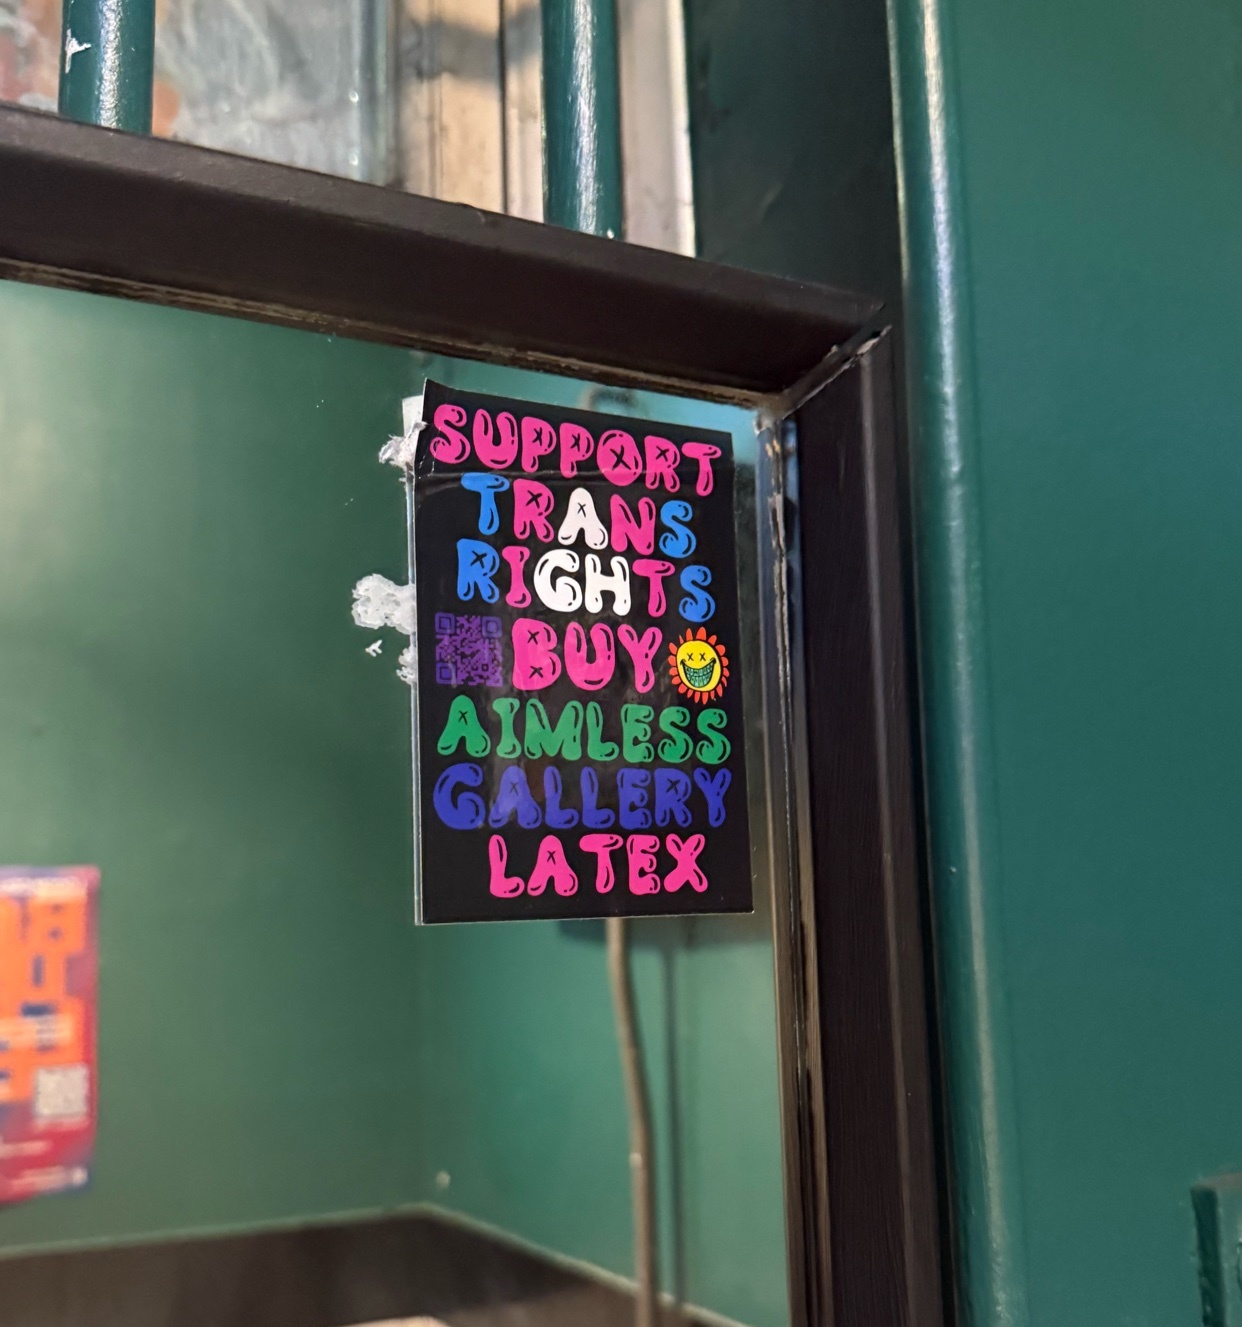 SUPPORT
TRANS
RIGHTS
BUY
AIMLESS
GALLERY
LATEX